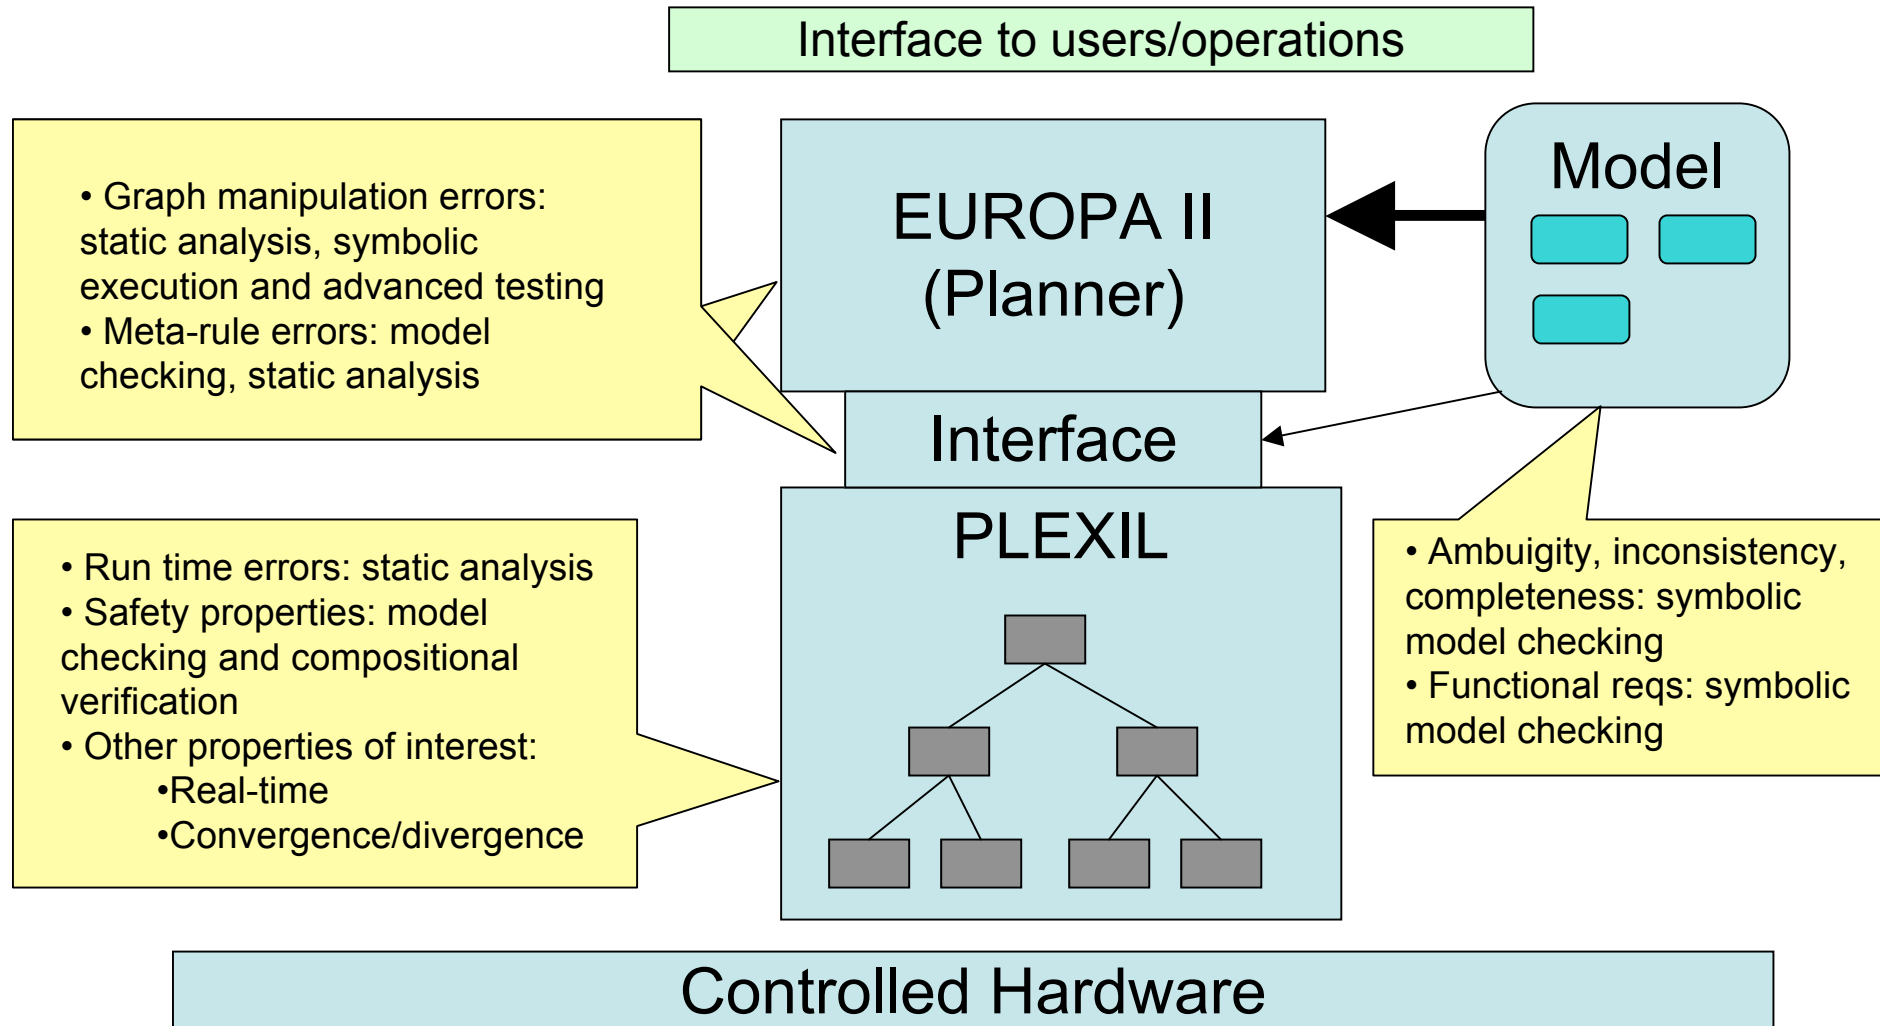 Interface to users/operations
• Graph manipulation errors:
static analysis, symbolic
execution and advanced testing
• Meta-rule errors: model
checking, static analysis
EUROPA II
(Planner)
Model
Interface
PLEXIL
• Run time errors: static analysis
• Safety properties: model
checking and compositional
verification
• Other properties of interest:
•Real-time
•Convergence/divergence
• Ambuigity, inconsistency,
completeness: symbolic
model checking
• Functional reqs: symbolic
model checking
Controlled Hardware